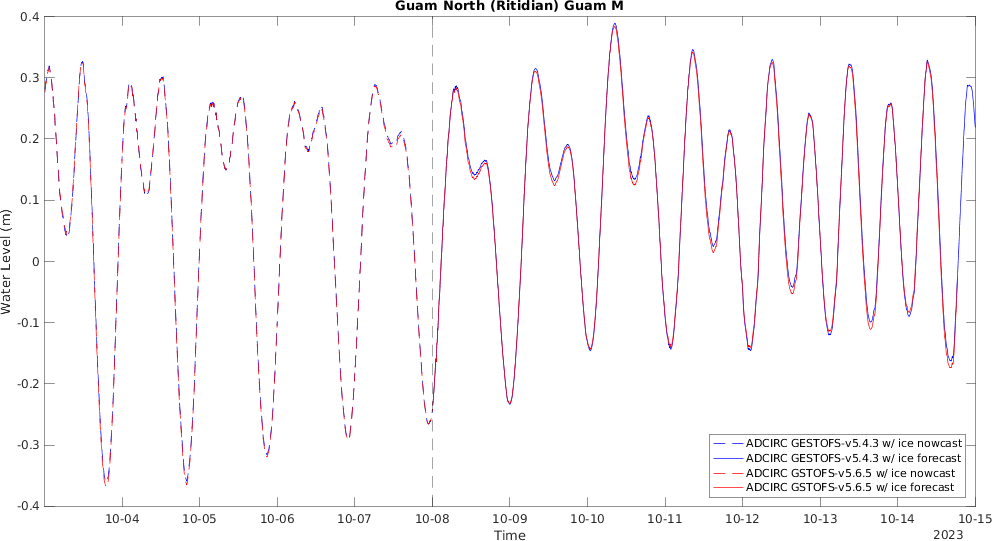 Guam North (Ritidian) Guam M
0.4
0.3
0.2
0.1
0
-0.1
-0.2
-0.3
-0.4
Water Level (m)
ADCIRC GESTOFS-v5.4.3 w/ ice nowcast
ADCIRC GESTOFS-v5.4.3 w/ ice forecast
ADCIRC GSTOFS-v5.6.5 w/ ice nowcast
ADCIRC GSTOFS-v5.6.5 w/ ice forecast
10-04 10-05 10-06 10-07 10-08 10-09 10-10 10-11 10-12 10-13 10-14 10-15
Time
2023